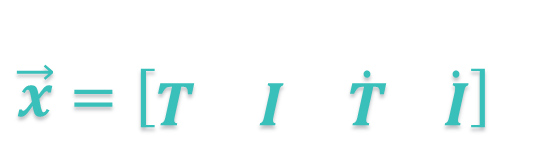 x⃗ = [T I Ṫ İ]